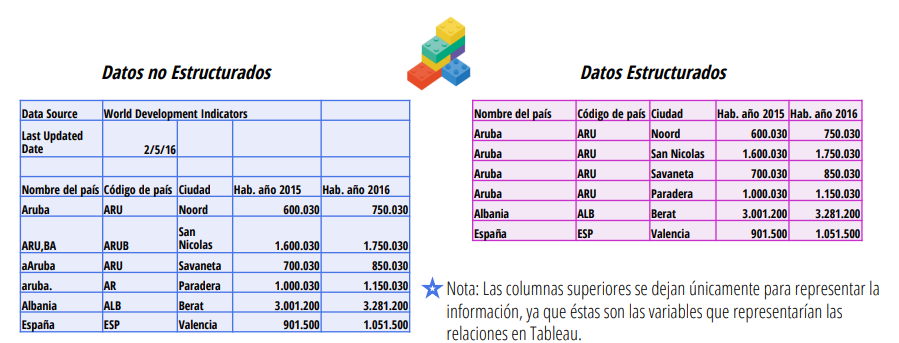 Datos no Estructurados
Data Source World Development Indicators
Last Updated
Date 2/5/16
Nombre del país Código de país Ciudad Hab. año 2015 Hab. año 2016
Aruba ARU Noord 600.030 750.030
ARU,BA ARUB San
Nicolas 1.600.030 1.750.030
aAruba ARU Savaneta 700.030 850.030
aruba. AR Paradera 1.000.030 1.150.030
Albania ALB Berat 3.001.200 3.281.200
España ESP Valencia 901.500 1.051.500
Datos Estructurados
Nombre del país Código de país Ciudad Hab. año 2015 Hab. año 2016
Aruba ARU Noord 600.030 750.030
Aruba ARU San Nicolas 1.600.030 1.750.030
Aruba ARU Savaneta 700.030 850.030
Aruba ARU Paradera 1.000.030 1.150.030
Albania ALB Berat 3.001.200 3.281.200
España ESP Valencia 901.500 1.051.500
Nota: Las columnas superiores se dejan únicamente para representar la
información, ya que éstas son las variables que representarían las
relaciones en Tableau.